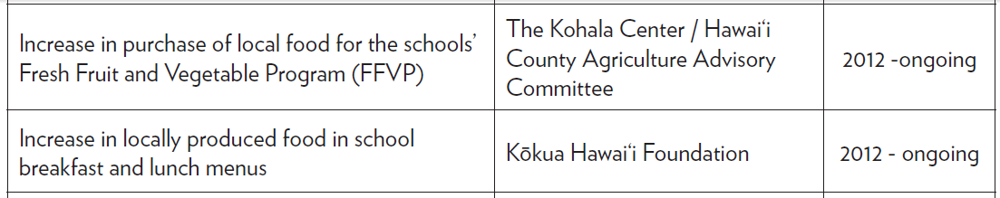 Increase in purchase of local food for the schools’
Fresh Fruit and Vegetable Program (FFVP)
The Kohala Center / Hawai‘i
County Agriculture Advisory
Committee
2012 -ongoing
Increase in locally produced food in school
breakfast and lunch menus
Kōkua Hawai‘i Foundation
2012 - ongoing